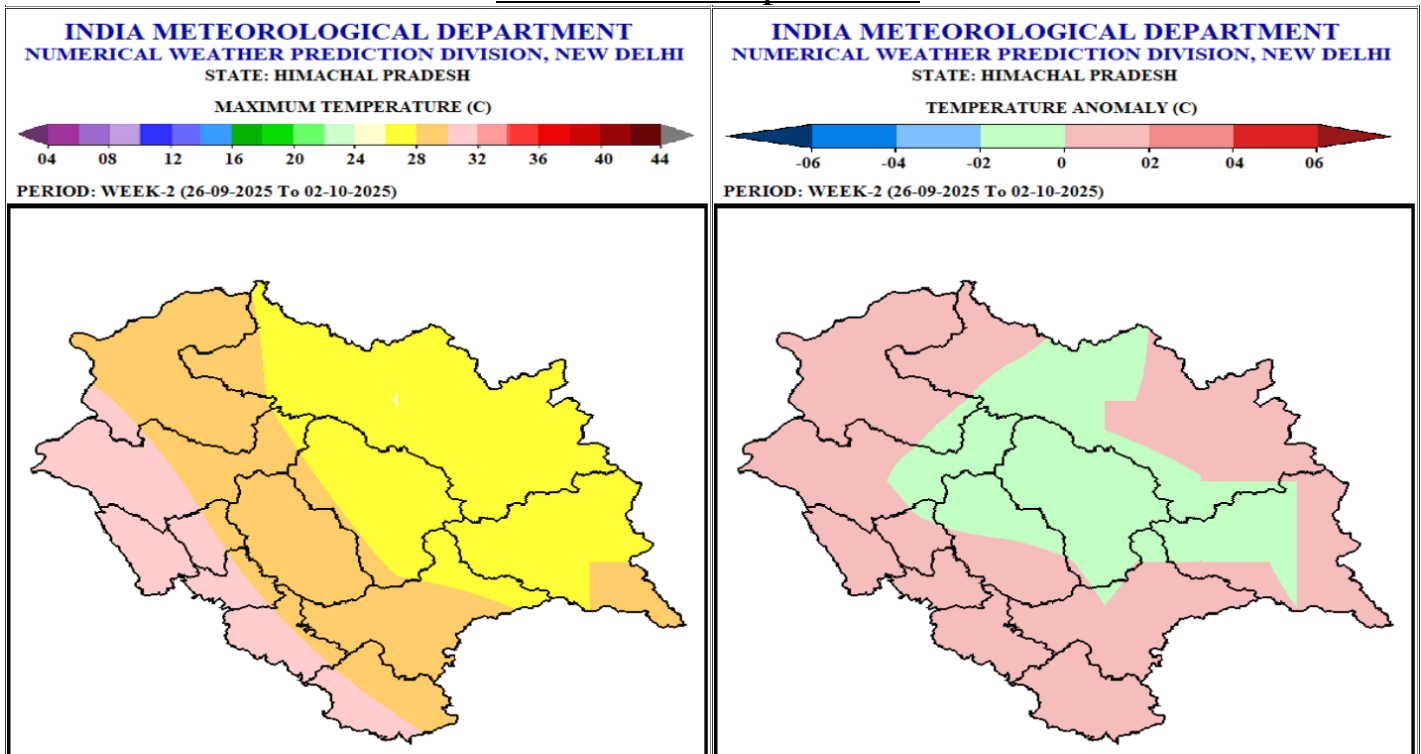 INDIA METEOROLOGICAL DEPARTMENT
NUMERICAL WEATHER PREDICTION DIVISION, NEW DELHI
STATE: HIMACHAL PRADESH
MAXIMUM TEMPERATURE (C)
04 08 12 16 20 24 28 32 36 40 44
PERIOD: WEEK-2 (26-09-2025 To 02-10-2025)
INDIA METEOROLOGICAL DEPARTMENT
NUMERICAL WEATHER PREDICTION DIVISION, NEW DELHI
STATE: HIMACHAL PRADESH
TEMPERATURE ANOMALY (C)
-06 -04 -02 0 02 04 06
PERIOD: WEEK-2 (26-09-2025 To 02-10-2025)